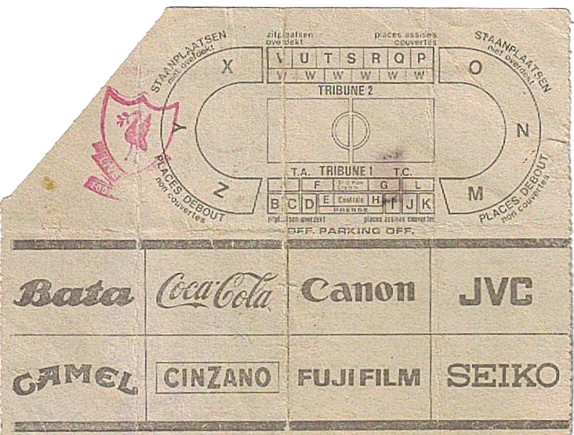 zitplaatsen overdekt
places assises couvertes
STAANPLAATSEN
niet overdekt
STAANPLAATSEN
niet overdekt
X
V U T S R Q P
W W W W W W W
O
TRIBUNE 2
Y
N
T.A. TRIBUNE 1 T.C.
Z
F G L
M
B C D E Centrale H I J K
PRESSE
PLACES DEBOUT
non couvertes
PLACES DEBOUT
non couvertes
zitplaatsen overdekt
places assises couvertes
OFF. PARKING OFF.
Bata
Coca-Cola
Canon
JVC
CAMEL
CINZANO
FUJI FILM
SEIKO